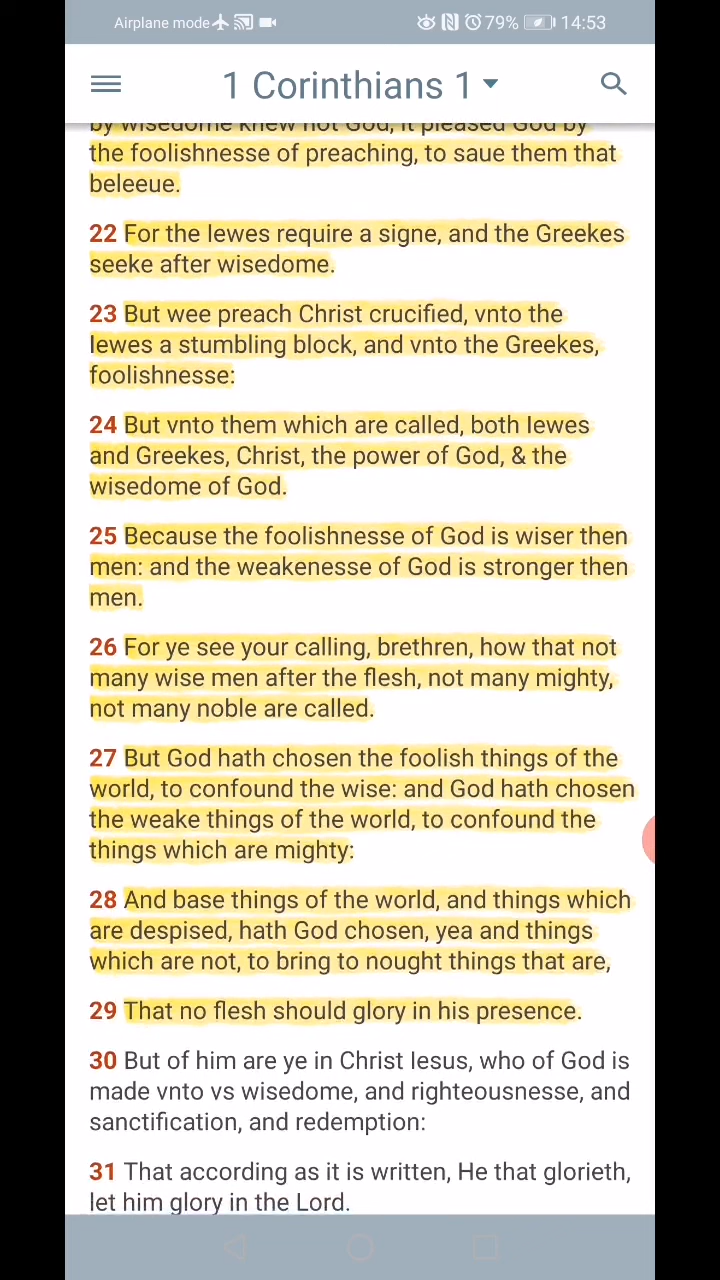 Airplane mode 79% 14:53
1 Corinthians 1
by wisedome knew not God, it pleased God by
the foolishnesse of preaching, to saue them that
beleeue.
22 For the Iewes require a signe, and the Greekes
seeke after wisedome.
23 But wee preach Christ crucified, vnto the
Iewes a stumbling block, and vnto the Greekes,
foolishnesse:
24 But vnto them which are called, both Iewes
and Greekes, Christ, the power of God, & the
wisedome of God.
25 Because the foolishnesse of God is wiser then
men: and the weakenesse of God is stronger then
men.
26 For ye see your calling, brethren, how that not
many wise men after the flesh, not many mighty,
not many noble are called.
27 But God hath chosen the foolish things of the
world, to confound the wise: and God hath chosen
the weake things of the world, to confound the
things which are mighty:
28 And base things of the world, and things which
are despised, hath God chosen, yea and things
which are not, to bring to nought things that are,
29 That no flesh should glory in his presence.
30 But of him are ye in Christ Iesus, who of God is
made vnto vs wisedome, and righteousnesse, and
sanctification, and redemption:
31 That according as it is written, He that glorieth,
let him glory in the Lord.